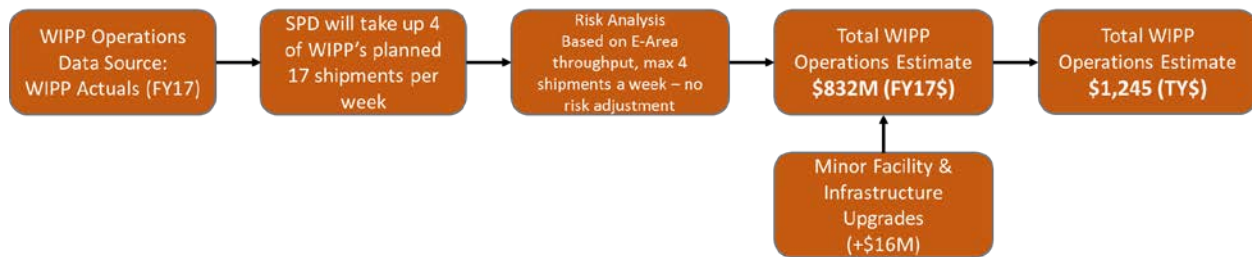 WIPP Operations
Data Source:
WIPP Actuals (FY17)
SPD will take up 4
of WIPP's planned
17 shipments per
week
Risk Analysis
Based on E-Area
throughput, max 4
shipments a week – no
risk adjustment
Total WIPP
Operations Estimate
$832M (FY17$)
Total WIPP
Operations Estimate
$1,245 (TY$)
Minor Facility &
Infrastructure
Upgrades
(+$16M)